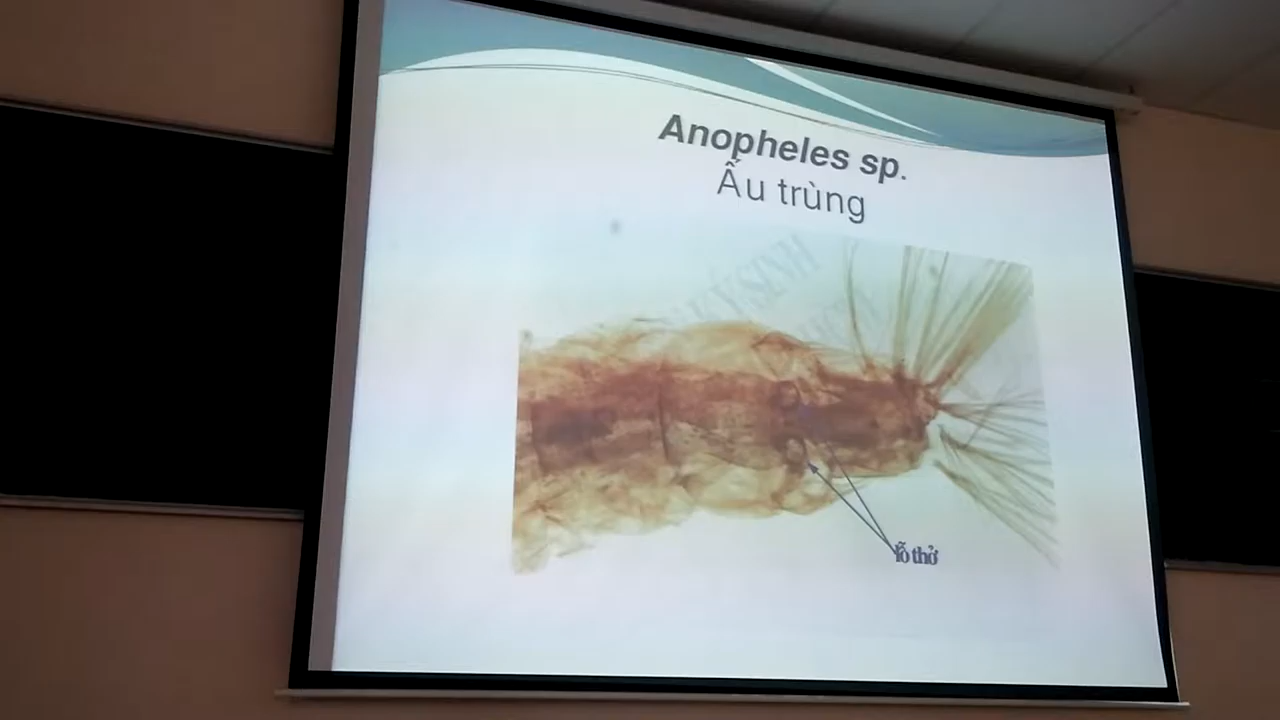 Anopheles sp.
Ấu trùng
lỗ thở